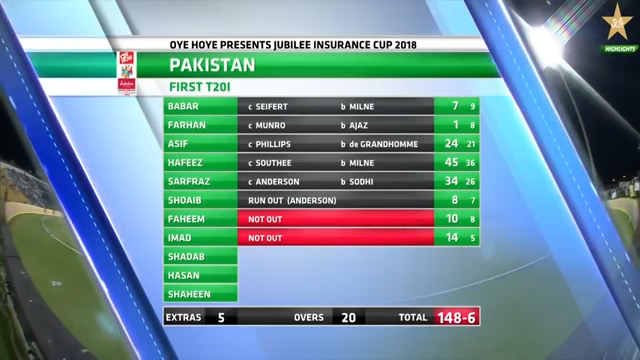 OYE HOYE PRESENTS JUBILEE INSURANCE CUP 2018
PAKISTAN
FIRST T20I
BABAR c SEIFERT b MILNE 7 9
FARHAN c MUNRO b AJAZ 1 8
ASIF c PHILLIPS b de GRANDHOMME 24 21
HAFEEZ c SOUTHEE b MILNE 45 36
SARFRAZ c ANDERSON b SODHI 34 26
SHOAIB RUN OUT (ANDERSON) 8 7
FAHEEM NOT OUT 10 8
IMAD NOT OUT 14 5
SHADAB
HASAN
SHAHEEN
EXTRAS 5 OVERS 20 TOTAL 148-6
HIGHLIGHTS